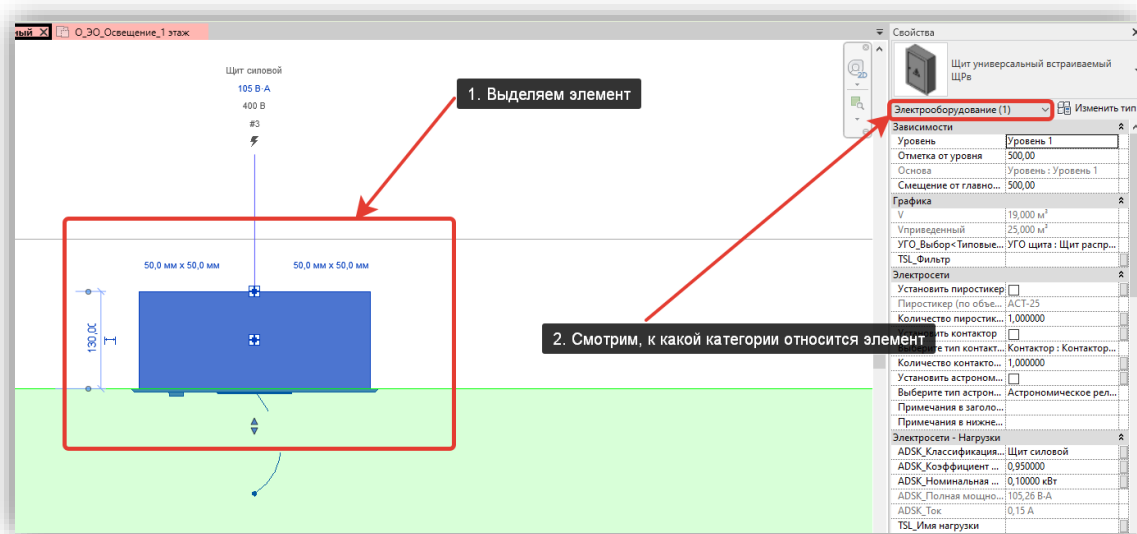 ный X О_ЭО_Освещение_1 этаж
Щит силовой
105 В·А
400 В
#3
50,0 мм x 50,0 мм 50,0 мм x 50,0 мм
130,00
1. Выделяем элемент
2. Смотрим, к какой категории относится элемент
2D
Свойства
Щит универсальный встраиваемый
ЩРв
Электрооборудование (1) Изменить тип
Зависимости
Уровень Уровень 1
Отметка от уровня 500,00
Основа Уровень : Уровень 1
Смещение от главно... 500,00
Графика
V 19,000 м³
Vприведенный 25,000 м³
УГО_Выбор<Типовые... УГО щита : Щит распр...
TSL_Фильтр
Электросети
Установить пиростикер
Пиростикер (по объе... АСТ-25
Количество пиростик... 1,000000
контактор
тип контакт... Контактор : Контактор...
Количество контакто... 1,000000
Установить астроном...
Выберите тип астрон... Астрономическое рел...
Примечания в заголо...
Примечания в нижне...
Электросети - Нагрузки
ADSK_Классификация... Щит силовой
ADSK_Коэффициент ... 0,950000
ADSK_Номинальная ... 0,10000 кВт
ADSK_Полная мощно... 105,26 В·А
ADSK_Ток 0,15 А
TSL_Имя нагрузки